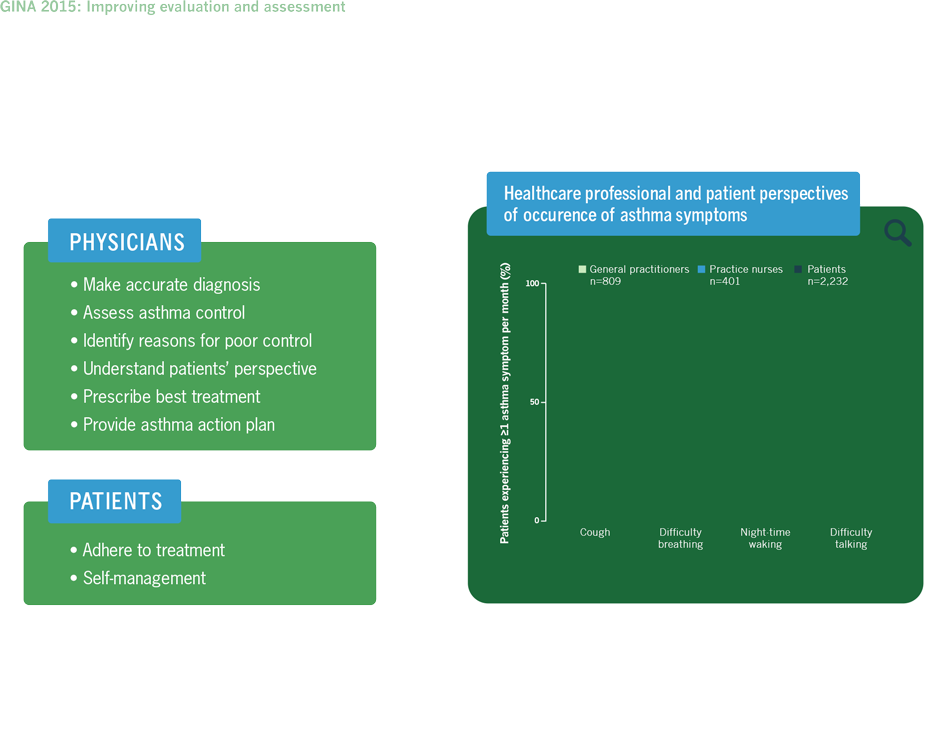 GINA 2015: Improving evaluation and assessment
PHYSICIANS
• Make accurate diagnosis
• Assess asthma control
• Identify reasons for poor control
• Understand patients’ perspective
• Prescribe best treatment
• Provide asthma action plan
PATIENTS
• Adhere to treatment
• Self-management
Healthcare professional and patient perspectives
of occurence of asthma symptoms
Patients experiencing ≥1 asthma symptom per month (%)
General practitioners
n=809
Practice nurses
n=401
Patients
n=2,232
100
50
0
Cough
Difficulty
breathing
Night-time
waking
Difficulty
talking